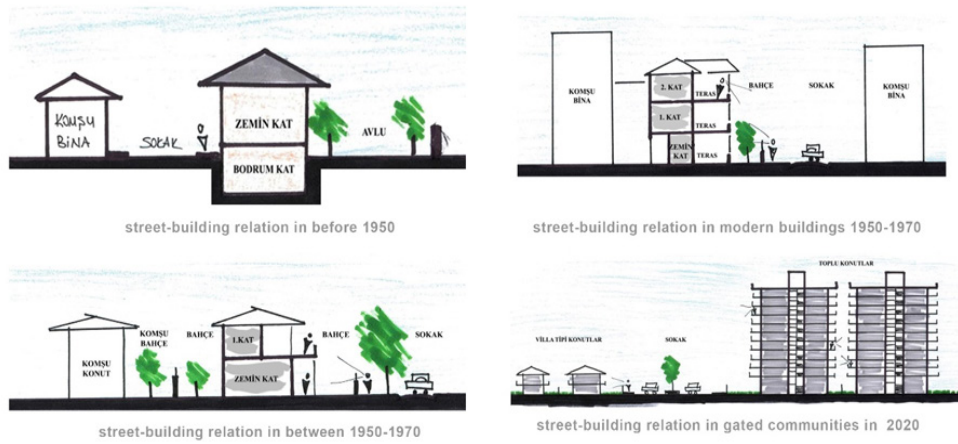 KOMŞU
BİNA
SOKAK
ZEMİN KAT
BODRUM KAT
AVLU
street-building relation in before 1950
KOMŞU
BİNA
2. KAT
TERAS
1. KAT
TERAS
ZEMİN
KAT
TERAS
BAHÇE
SOKAK
KOMŞU
BİNA
street-building relation in modern buildings 1950-1970
KOMŞU
KONUT
KOMŞU
BAHÇE
BAHÇE
1.KAT
ZEMİN KAT
BAHÇE
SOKAK
street-building relation in between 1950-1970
VİLLA TİPİ KONUTLAR
SOKAK
TOPLU KONUTLAR
street-building relation in gated communities in 2020